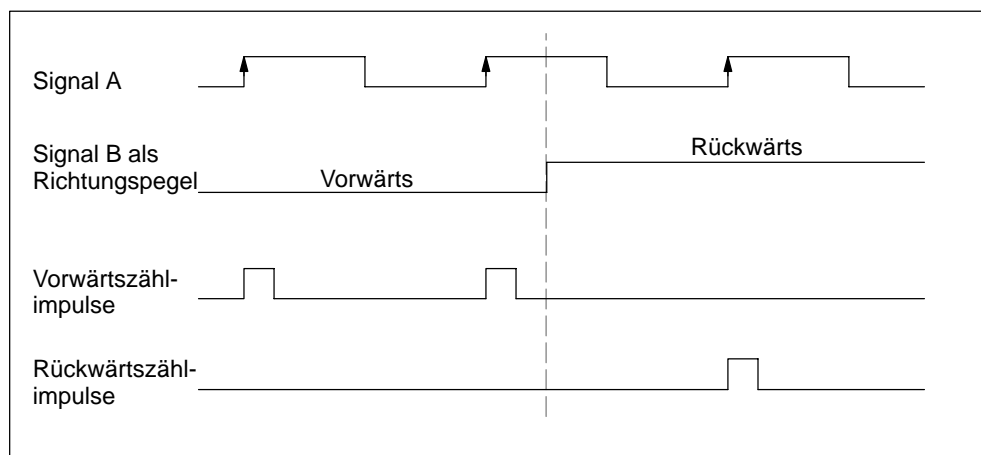 Signal A
Signal B als
Richtungspegel
Vorwärts
Rückwärts
Vorwärtszähl-
impulse
Rückwärtszähl-
impulse